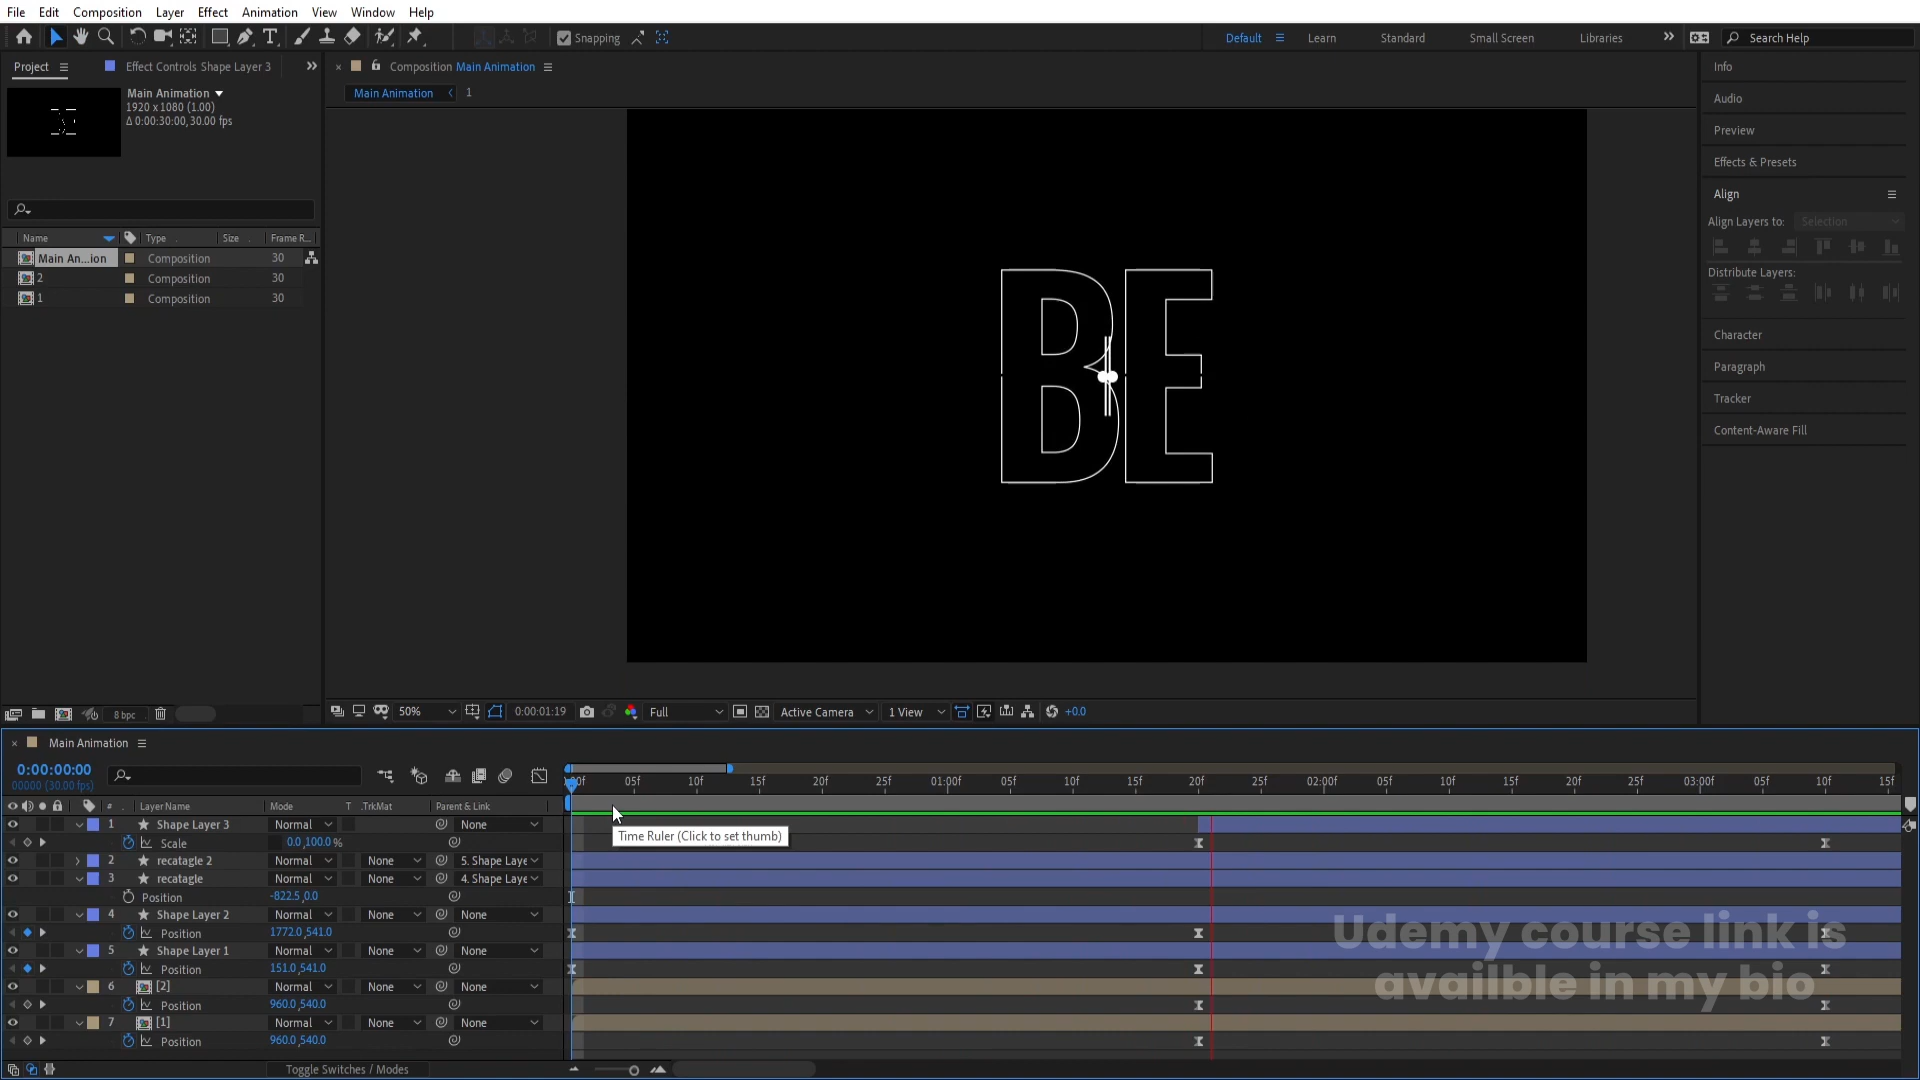 File Edit Composition Layer Effect Animation View Window Help
Snapping
Default Learn Standard Small Screen Libraries Search Help
Project Effect Controls Shape Layer 3
Composition Main Animation
Main Animation 1
Main Animation
1920 x 1080 (1.00)
Δ 0:00:30:00, 30.00 fps
Name Type Size Frame R...
Main An...ion Composition 30
2 Composition 30
1 Composition 30
8 bpc
BE
50% 0:00:01:19 Full Active Camera 1 View +0.0
Info
Audio
Preview
Effects & Presets
Align
Align Layers to: Selection
Distribute Layers:
Character
Paragraph
Tracker
Content-Aware Fill
Main Animation
0:00:00:00
00000 (30.00 fps)
05f 10f 15f 20f 25f 01:00f 05f 10f 15f 20f 25f 02:00f 05f 10f 15f 20f 25f 03:00f 05f 10f 15f
# Layer Name Mode T .TrkMat Parent & Link
1 Shape Layer 3 Normal None
Scale 0.0,100.0%
2 recatagle 2 Normal None 5. Shape Laye
3 recatagle Normal None 4. Shape Laye
Position -822.5,0.0
4 Shape Layer 2 Normal None None
Position 1772.0,541.0
5 Shape Layer 1 Normal None None
Position 151.0,541.0
6 [2] Normal None None
Position 960.0,540.0
7 [1] Normal None None
Position 960.0,540.0
Toggle Switches / Modes
Time Ruler (Click to set thumb)
Udemy course link is
availble in my bio